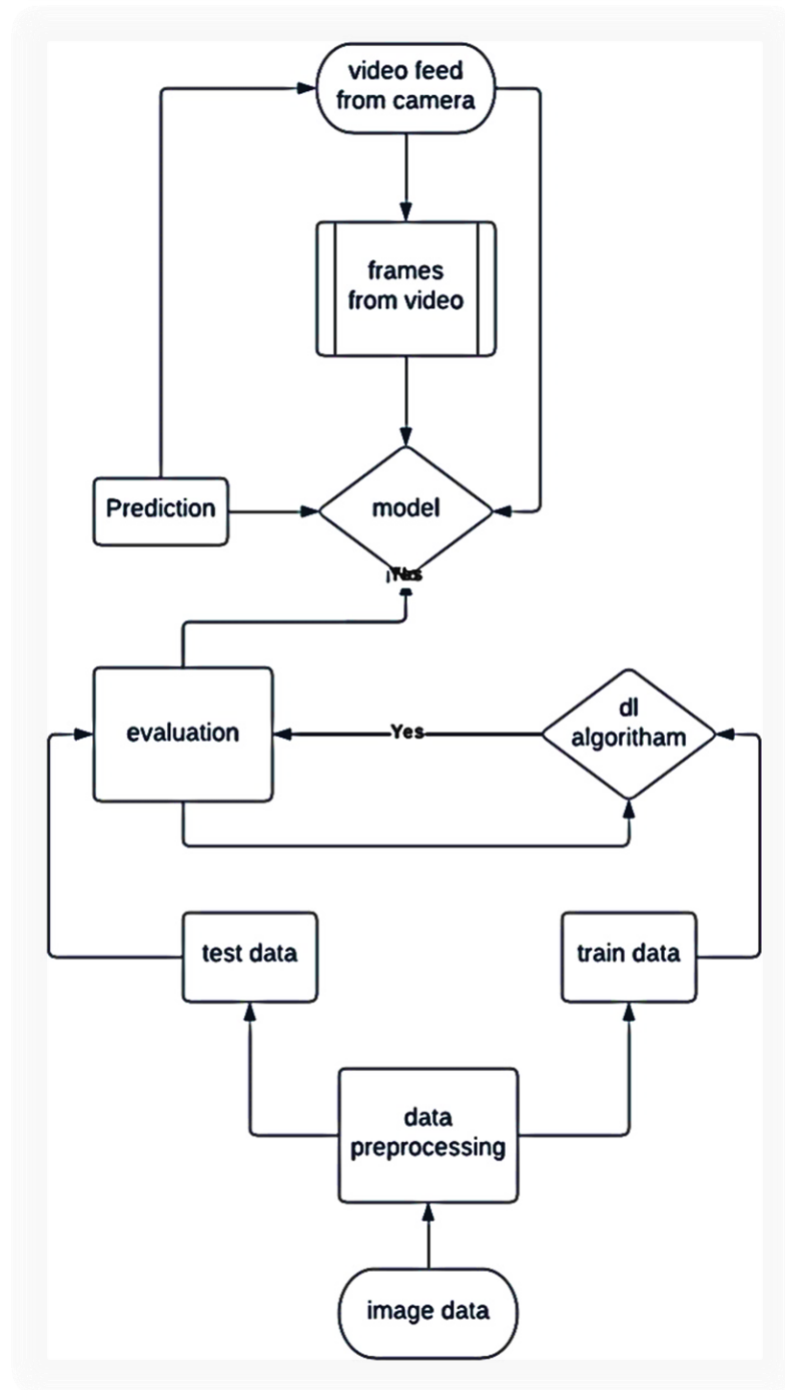 video feed
from camera
frames
from video
Prediction
model
evaluation
Yes
dl
algoritham
test data
train data
data
preprocessing
image data